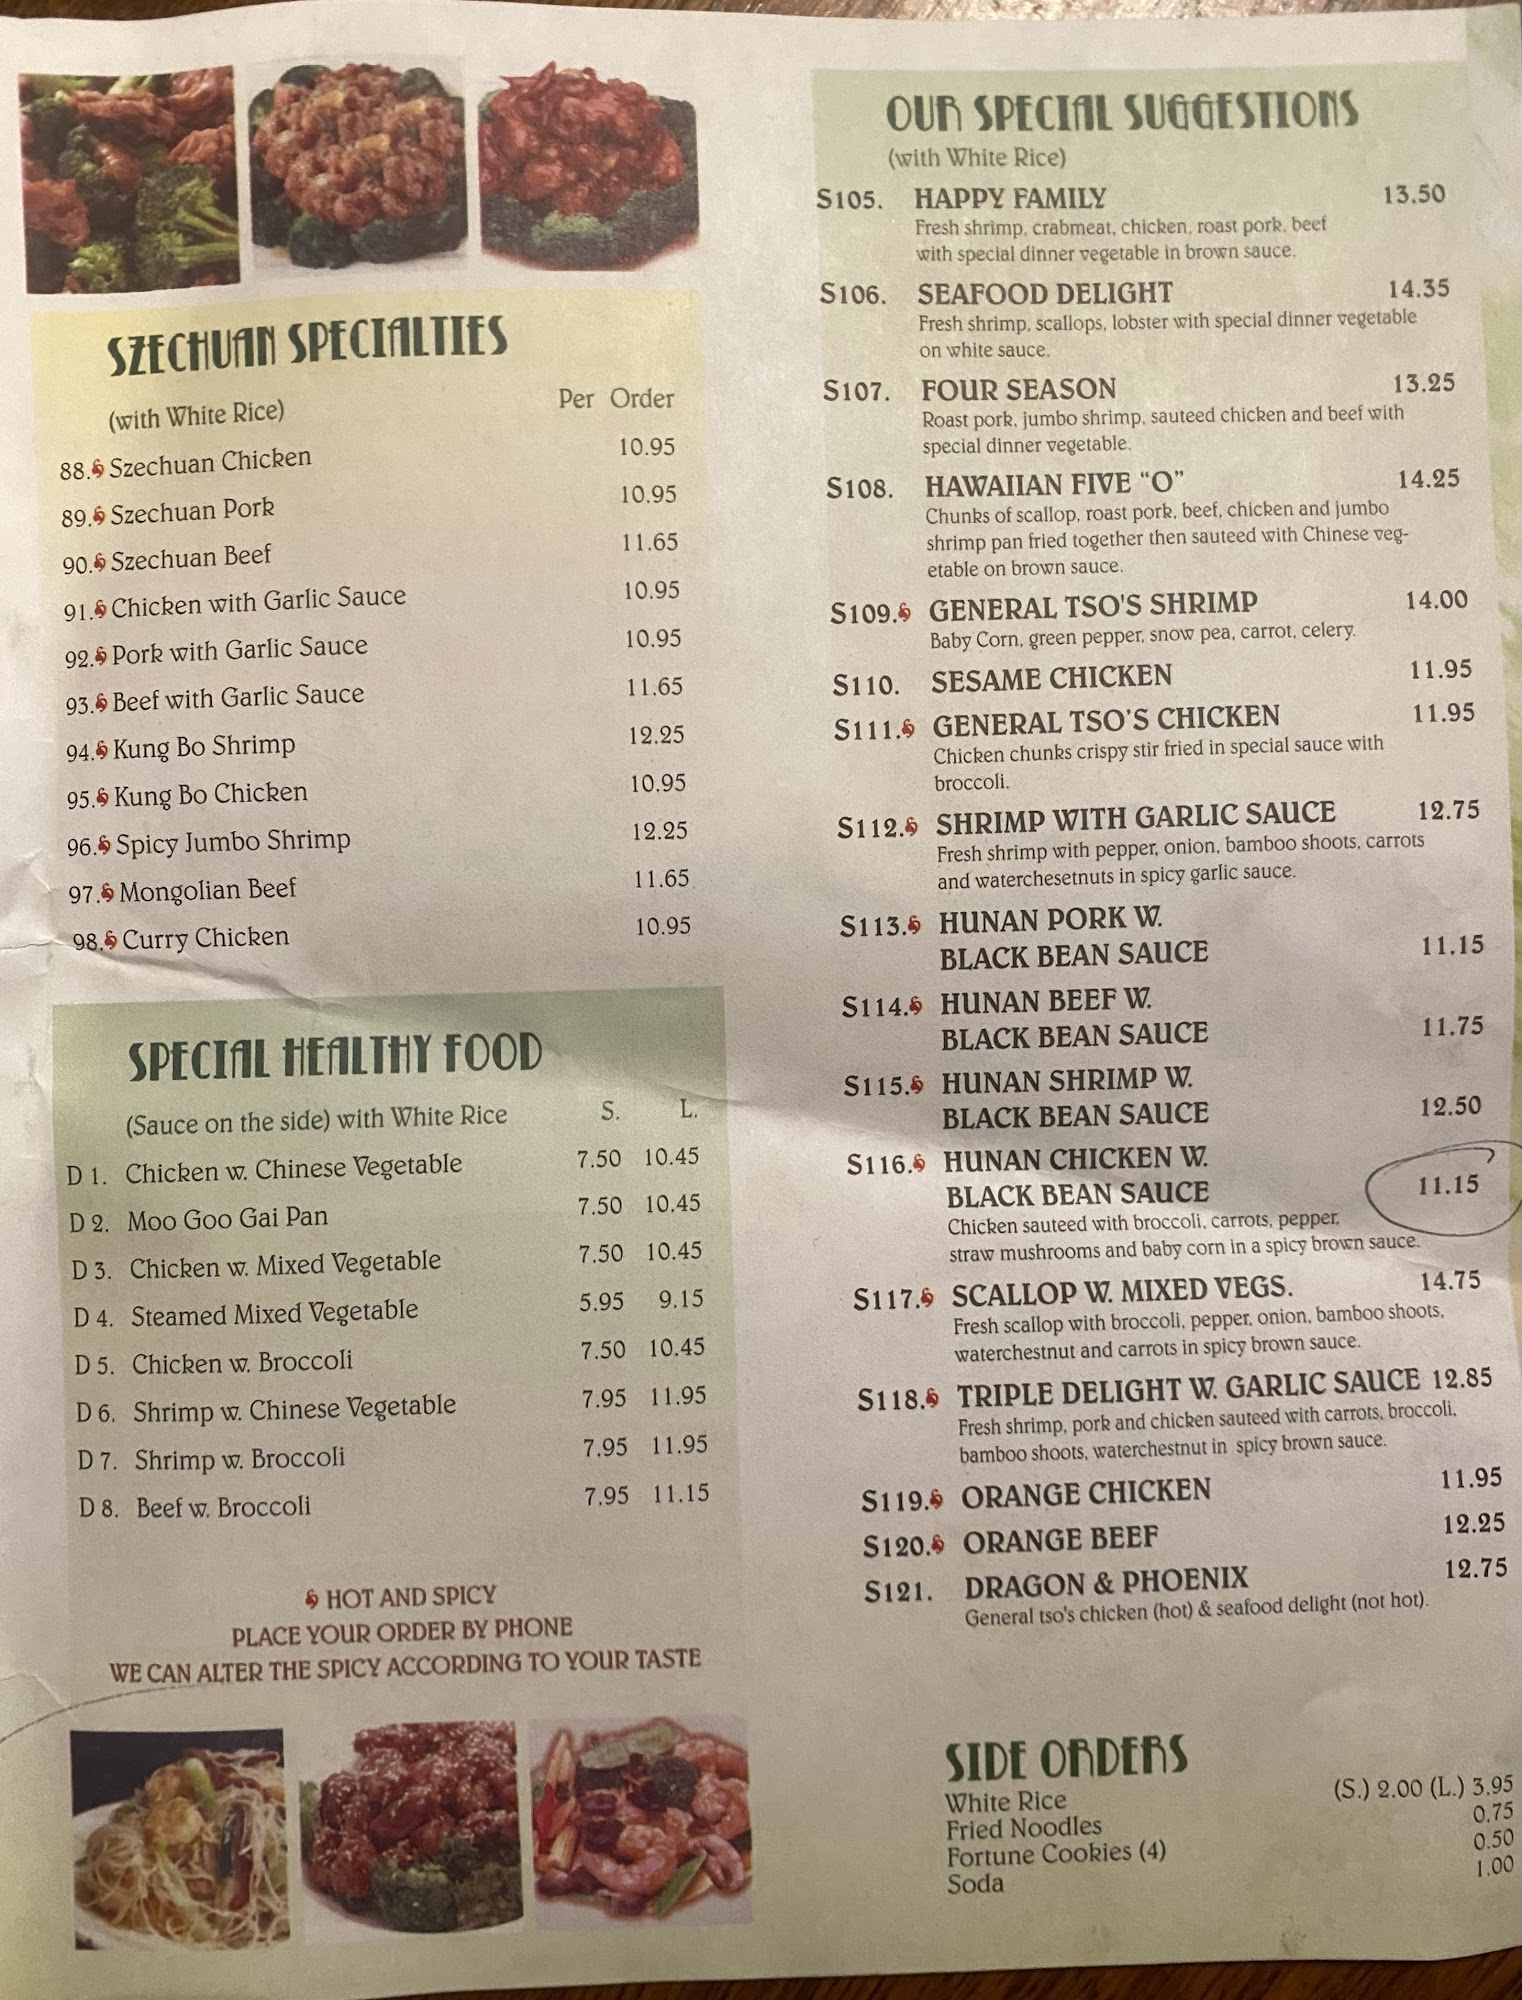 SZECHUAN SPECIALTIES
(with White Rice) Per Order
88. Szechuan Chicken 10.95
89. Szechuan Pork 10.95
90. Szechuan Beef 11.65
91. Chicken with Garlic Sauce 10.95
92. Pork with Garlic Sauce 10.95
93. Beef with Garlic Sauce 11.65
94. Kung Bo Shrimp 12.25
95. Kung Bo Chicken 10.95
96. Spicy Jumbo Shrimp 12.25
97. Mongolian Beef 11.65
98. Curry Chicken 10.95
SPECIAL HEALTHY FOOD
(Sauce on the side) with White Rice S. L.
D 1. Chicken w. Chinese Vegetable 7.50 10.45
D 2. Moo Goo Gai Pan 7.50 10.45
D 3. Chicken w. Mixed Vegetable 7.50 10.45
D 4. Steamed Mixed Vegetable 5.95 9.15
D 5. Chicken w. Broccoli 7.50 10.45
D 6. Shrimp w. Chinese Vegetable 7.95 11.95
D 7. Shrimp w. Broccoli 7.95 11.95
D 8. Beef w. Broccoli 7.95 11.15
HOT AND SPICY
PLACE YOUR ORDER BY PHONE
WE CAN ALTER THE SPICY ACCORDING TO YOUR TASTE
OUR SPECIAL SUGGESTIONS
(with White Rice)
S105. HAPPY FAMILY 13.50
Fresh shrimp, crabmeat, chicken, roast pork, beef
with special dinner vegetable in brown sauce.
S106. SEAFOOD DELIGHT 14.35
Fresh shrimp, scallops, lobster with special dinner vegetable
on white sauce.
S107. FOUR SEASON 13.25
Roast pork, jumbo shrimp, sauteed chicken and beef with
special dinner vegetable.
S108. HAWAIIAN FIVE “O” 14.25
Chunks of scallop, roast pork, beef, chicken and jumbo
shrimp pan fried together then sauteed with Chinese veg-
etable on brown sauce.
S109. GENERAL TSO'S SHRIMP 14.00
Baby Corn, green pepper, snow pea, carrot, celery.
S110. SESAME CHICKEN 11.95
S111. GENERAL TSO'S CHICKEN 11.95
Chicken chunks crispy stir fried in special sauce with
broccoli.
S112. SHRIMP WITH GARLIC SAUCE 12.75
Fresh shrimp with pepper, onion, bamboo shoots, carrots
and waterchesetnuts in spicy garlic sauce.
S113. HUNAN PORK W.
BLACK BEAN SAUCE 11.15
S114. HUNAN BEEF W.
BLACK BEAN SAUCE 11.75
S115. HUNAN SHRIMP W.
BLACK BEAN SAUCE 12.50
S116. HUNAN CHICKEN W.
BLACK BEAN SAUCE 11.15
Chicken sauteed with broccoli, carrots, pepper,
straw mushrooms and baby corn in a spicy brown sauce.
S117. SCALLOP W. MIXED VEGS. 14.75
Fresh scallop with broccoli, pepper, onion, bamboo shoots,
waterchestnut and carrots in spicy brown sauce.
S118. TRIPLE DELIGHT W. GARLIC SAUCE 12.85
Fresh shrimp, pork and chicken sauteed with carrots, broccoli,
bamboo shoots, waterchestnut in spicy brown sauce.
S119. ORANGE CHICKEN 11.95
S120. ORANGE BEEF 12.25
S121. DRAGON & PHOENIX 12.75
General tso's chicken (hot) & seafood delight (not hot).
SIDE ORDERS
White Rice (S.) 2.00 (L.) 3.95
Fried Noodles 0.75
Fortune Cookies (4) 0.50
Soda 1.00